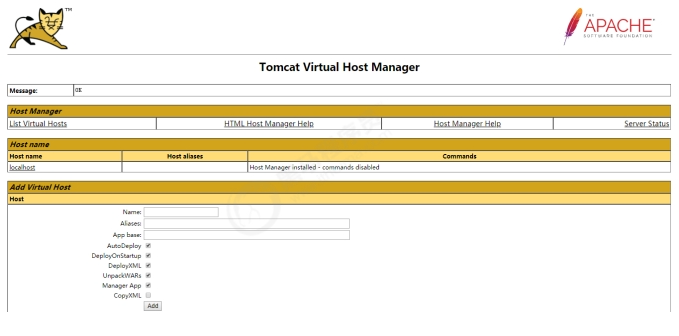 TM
THE
APACHE
SOFTWARE FOUNDATION
Tomcat Virtual Host Manager
Message: OK
Host Manager
List Virtual Hosts HTML Host Manager Help Host Manager Help Server Status
Host name
Host name Host aliases Commands
localhost Host Manager installed - commands disabled
Add Virtual Host
Host
Name:
Aliases:
App base:
AutoDeploy
DeployOnStartup
DeployXML
UnpackWARs
Manager App
CopyXML
Add